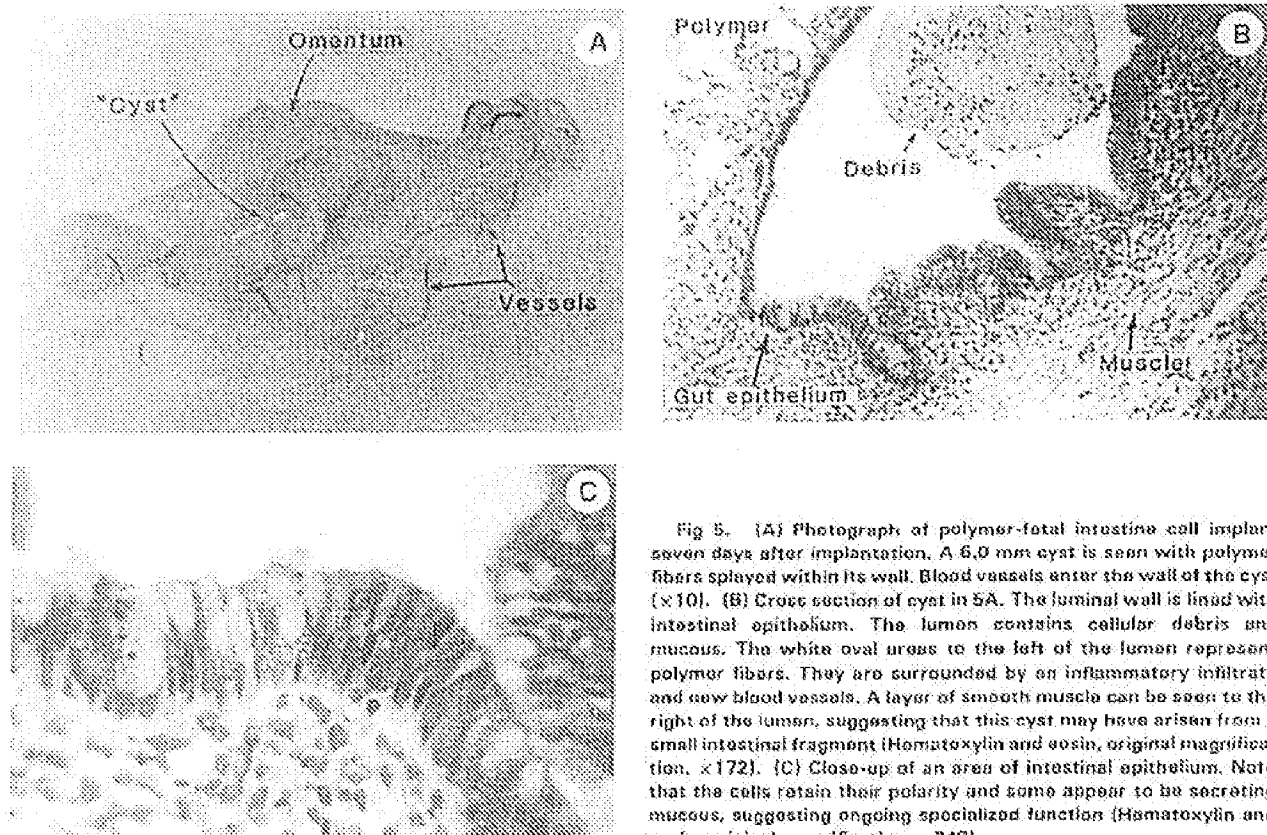 A
Omentum
"Cyst"
Vessels
B
Polymer
Debris
Muscle
Gut epithelium
C
Fig 5. (A) Photograph of polymer-fetal intestine cell implan
seven days after implantation. A 6.0 mm cyst is seen with polyme
fibers splayed within its wall. Blood vessels enter the wall of the cys
(×10). (B) Cross section of cyst in 5A. The luminal wall is lined wit
intestinal epithelium. The lumen contains cellular debris an
mucous. The white oval areas to the left of the lumen represen
polymer fibers. They are surrounded by an inflammatory infiltrat
and new blood vessels. A layer of smooth muscle can be seen to th
right of the lumen, suggesting that this cyst may have arisen from
small intestinal fragment (Hematoxylin and eosin, original magnifica
tion, ×172). (C) Close-up of an area of intestinal epithelium. Not
that the cells retain their polarity and some appear to be secretin
mucous, suggesting ongoing specialized function (Hematoxylin an